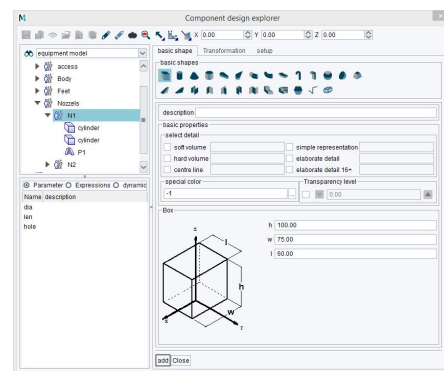 Component design explorer
X 0.00 Y 0.00 Z 0.00
equipment model
access
Body
Feet
Nozzels
N1
cylinder
cylinder
P1
N2
Parameter Expressions dynamic
Name description
dia
len
hole
basic shape Transformation setup
basic shapes
description
basic properties
select detail
soft volume simple representation
hard volume elaborate detail
centre line elaborate detail 16+
special color Transparency level
-1 ... 0.00
Box
h 100.00
w 75.00
l 60.00
z
l
h
w
x
Y
add Close